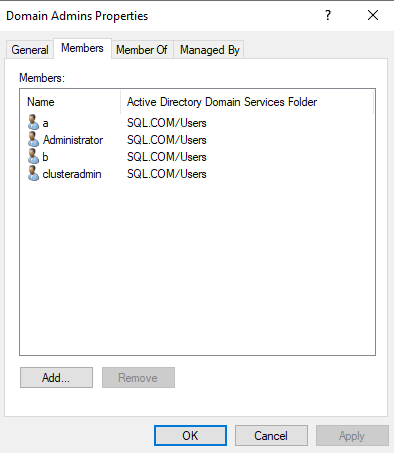 Domain Admins Properties ? ×
General Members Member Of Managed By
Members:
Name Active Directory Domain Services Folder
a SQL.COM/Users
Administrator SQL.COM/Users
b SQL.COM/Users
clusteradmin SQL.COM/Users
Add... Remove
OK Cancel Apply